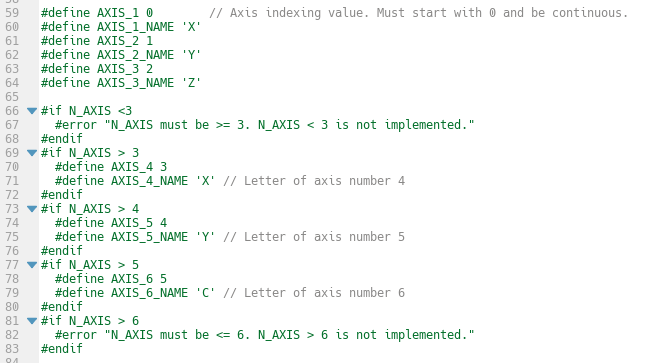 59 #define AXIS_1 0        // Axis indexing value. Must start with 0 and be continuous.
60 #define AXIS_1_NAME 'X'
61 #define AXIS_2 1
62 #define AXIS_2_NAME 'Y'
63 #define AXIS_3 2
64 #define AXIS_3_NAME 'Z'
65
66 #if N_AXIS <3
67   #error "N_AXIS must be >= 3. N_AXIS < 3 is not implemented."
68 #endif
69 #if N_AXIS > 3
70   #define AXIS_4 3
71   #define AXIS_4_NAME 'X' // Letter of axis number 4
72 #endif
73 #if N_AXIS > 4
74   #define AXIS_5 4
75   #define AXIS_5_NAME 'Y' // Letter of axis number 5
76 #endif
77 #if N_AXIS > 5
78   #define AXIS_6 5
79   #define AXIS_6_NAME 'C' // Letter of axis number 6
80 #endif
81 #if N_AXIS > 6
82   #error "N_AXIS must be <= 6. N_AXIS > 6 is not implemented."
83 #endif